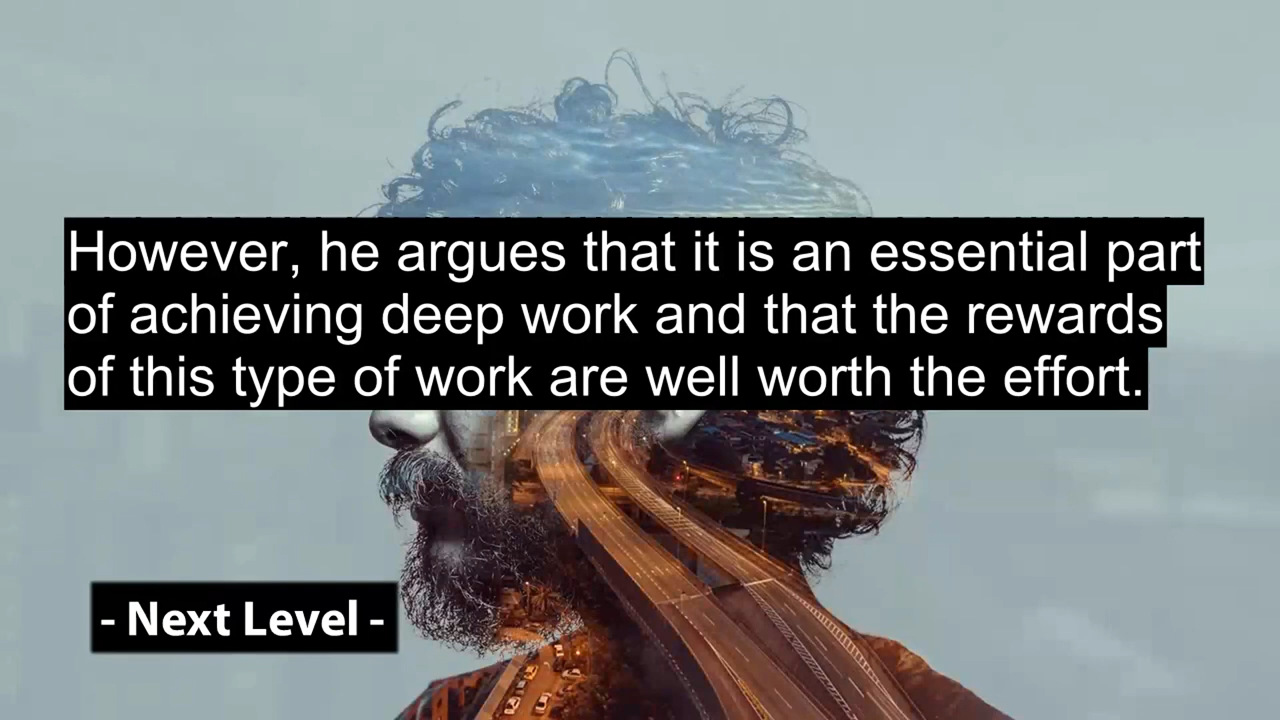 However, he argues that it is an essential part
of achieving deep work and that the rewards
of this type of work are well worth the effort.
- Next Level -